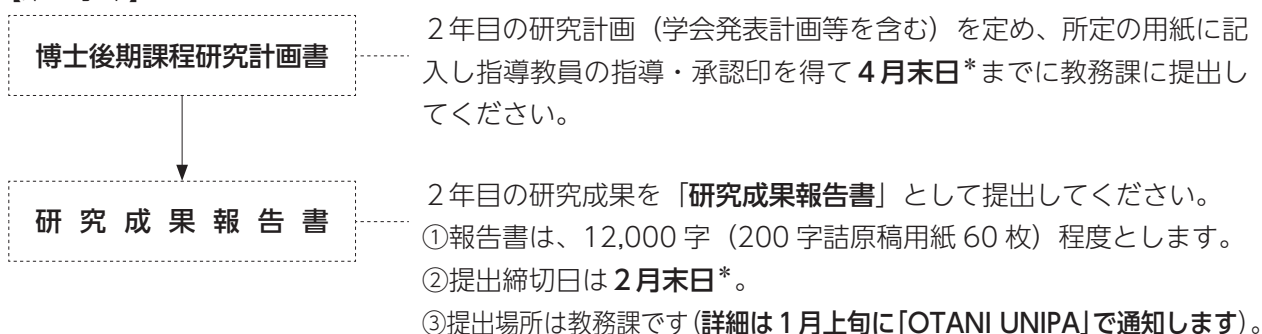 博士後期課程研究計画書
２年目の研究計画（学会発表計画等を含む）を定め、所定の用紙に記
入し指導教員の指導・承認印を得て４月末日*までに教務課に提出し
てください。
研究成果報告書
２年目の研究成果を「研究成果報告書」として提出してください。
①報告書は、12,000 字（200 字詰原稿用紙 60 枚）程度とします。
②提出締切日は２月末日*。
③提出場所は教務課です（詳細は１月上旬に「OTANI UNIPA」で通知します）。